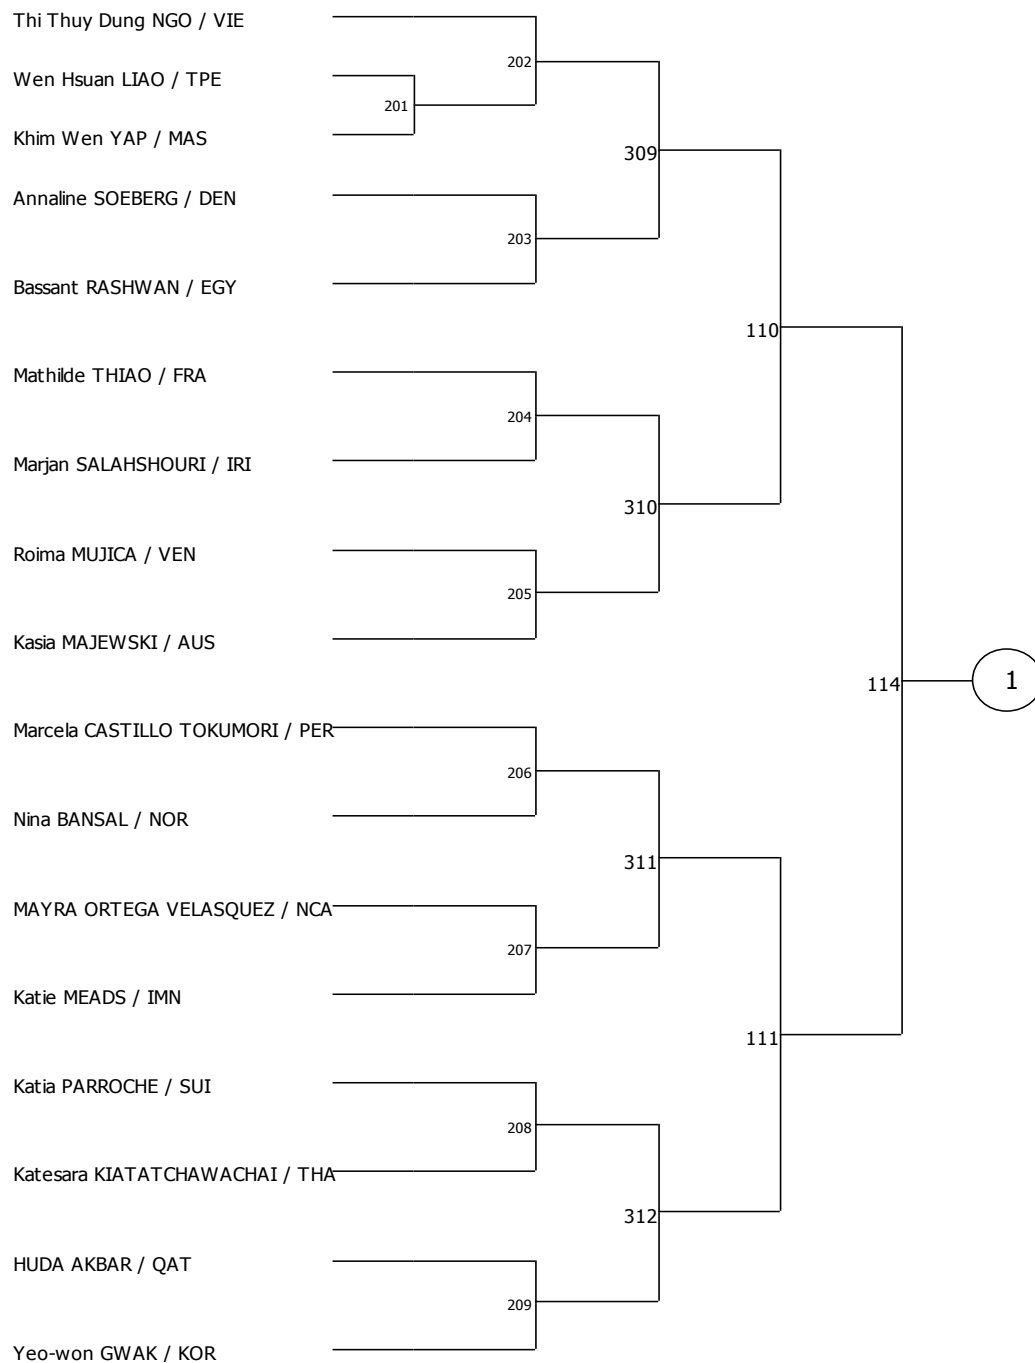 Thi Thuy Dung NGO / VIE
202
Wen Hsuan LIAO / TPE
201
Khim Wen YAP / MAS
309
Annaline SOEBERG / DEN
203
Bassant RASHWAN / EGY
110
Mathilde THIAO / FRA
204
Marjan SALAHSHOURI / IRI
310
Roima MUJICA / VEN
205
Kasia MAJEWSKI / AUS
114
1
Marcela CASTILLO TOKUMORI / PER
206
Nina BANSAL / NOR
311
MAYRA ORTEGA VELASQUEZ / NCA
207
Katie MEADS / IMN
111
Katia PARROCHE / SUI
208
Katesara KIATATCHAWACHAI / THA
312
HUDA AKBAR / QAT
209
Yeo-won GWAK / KOR